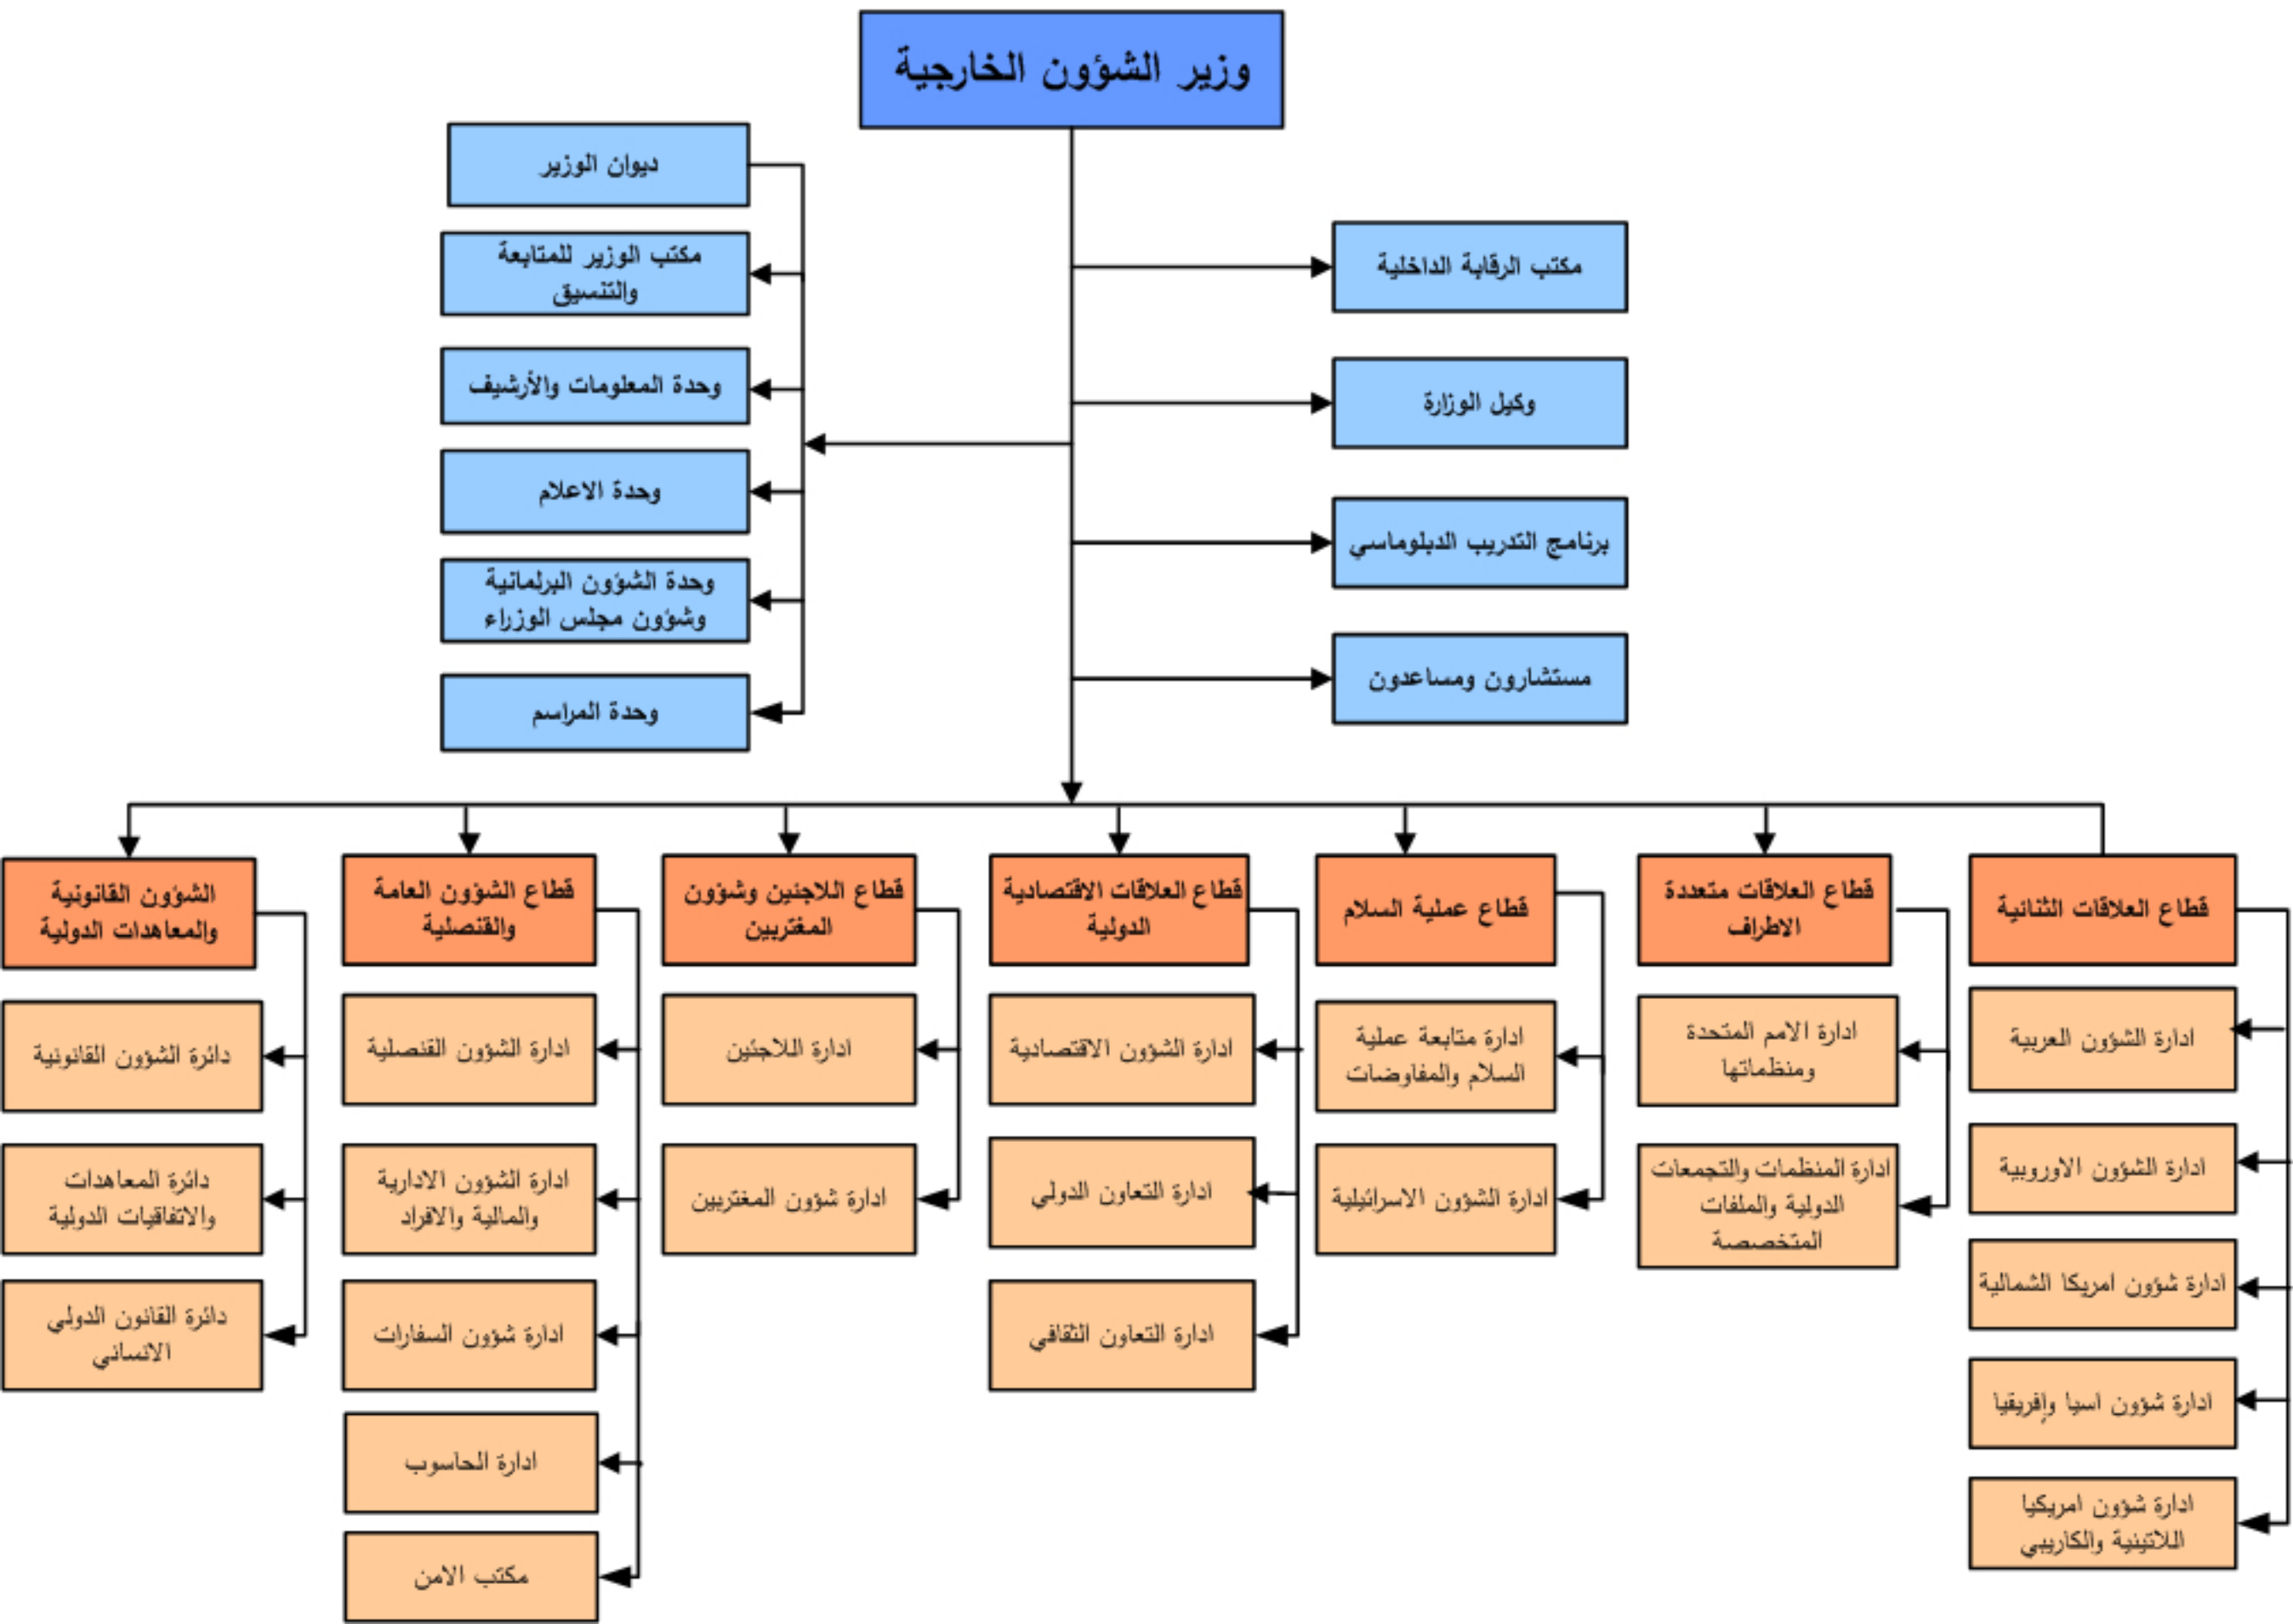 وزير الشؤون الخارجية
مكتب الرقابة الداخلية
وكيل الوزارة
برنامج التدريب الدبلوماسي
مستشارون ومساعدون
ديوان الوزير
مكتب الوزير للمتابعة
والتنسيق
وحدة المعلومات والأرشيف
وحدة الاعلام
وحدة الشؤون البرلمانية
وشؤون مجلس الوزراء
وحدة المراسم
قطاع العلاقات الثنائية
ادارة الشؤون العربية
ادارة الشؤون الاوروبية
ادارة شؤون امريكا الشمالية
ادارة شؤون اسيا وإفريقيا
ادارة شؤون امريكيا
اللاتينية والكاريبي
قطاع العلاقات متعددة
الاطراف
ادارة الامم المتحدة
ومنظماتها
ادارة المنظمات والتجمعات
الدولية والملفات
المتخصصة
قطاع عملية السلام
ادارة متابعة عملية
السلام والمفاوضات
ادارة الشؤون الاسرائيلية
قطاع العلاقات الاقتصادية
الدولية
ادارة الشؤون الاقتصادية
ادارة التعاون الدولي
ادارة التعاون الثقافي
قطاع اللاجئين وشؤون
المغتربين
ادارة اللاجئين
ادارة شؤون المغتربين
قطاع الشؤون العامة
والقنصلية
ادارة الشؤون القنصلية
ادارة الشؤون الادارية
والمالية والافراد
ادارة شؤون السفارات
ادارة الحاسوب
مكتب الامن
الشؤون القانونية
والمعاهدات الدولية
دائرة الشؤون القانونية
دائرة المعاهدات
والاتفاقيات الدولية
دائرة القانون الدولي
الانساني